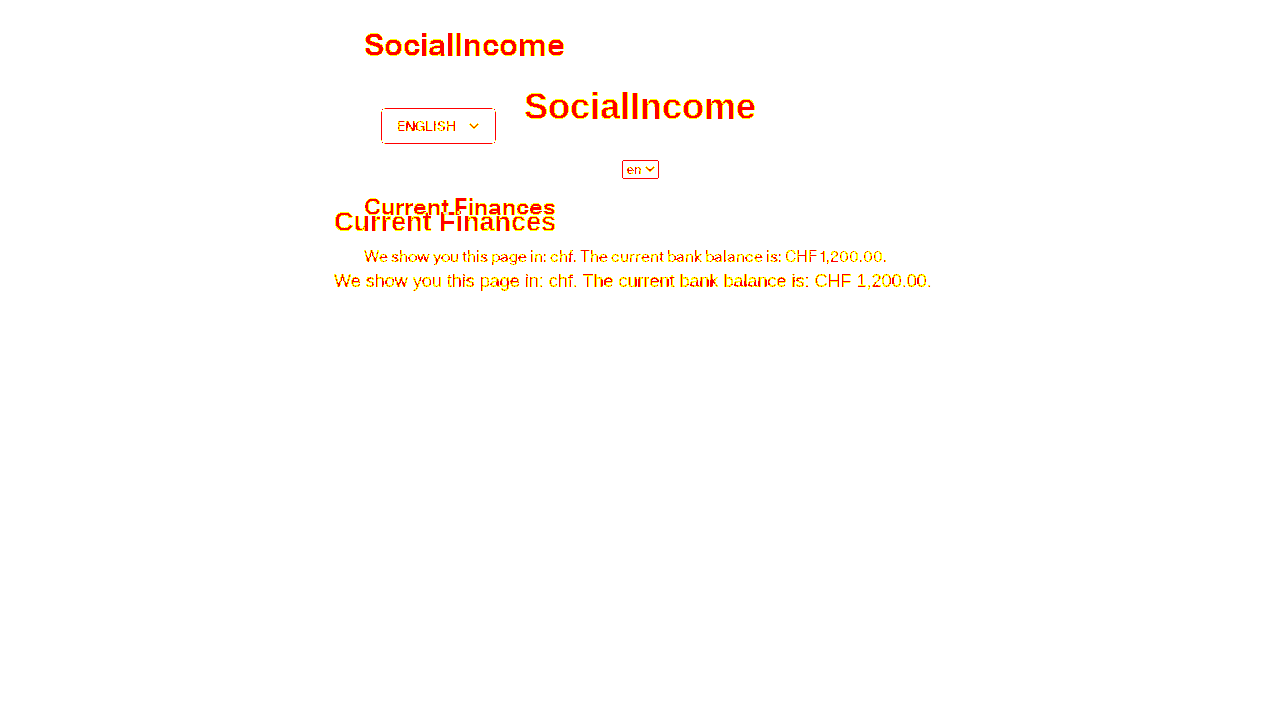 SocialIncome
SocialIncome
ENGLISH
en
Current Finances
Current Finances
We show you this page in: chf. The current bank balance is: CHF 1,200.00.
We show you this page in: chf. The current bank balance is: CHF 1,200.00.